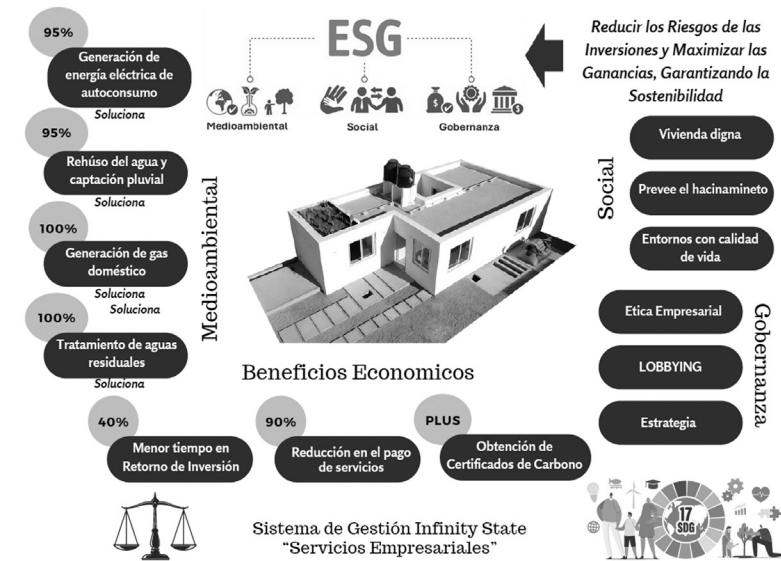 ESG
Medioambiental
Social
Gobernanza
Reducir los Riesgos de las
Inversiones y Maximizar las
Ganancias, Garantizando la
Sostenibilidad
95%
Generación de
energía eléctrica de
autoconsumo
Soluciona
95%
Rehúso del agua y
captación pluvial
Soluciona
100%
Generación de gas
doméstico
Soluciona
Soluciona
100%
Tratamiento de aguas
residuales
Soluciona
Medioambiental
Social
Vivienda digna
Prevee el hacinamineto
Entornos con calidad
de vida
Gobernanza
Etica Empresarial
LOBBYING
Estrategia
Beneficios Economicos
40%
Menor tiempo en
Retorno de Inversión
90%
Reducción en el pago
de servicios
PLUS
Obtención de
Certificados de Carbono
Sistema de Gestión Infinity State
“Servicios Empresariales”
17
SDG